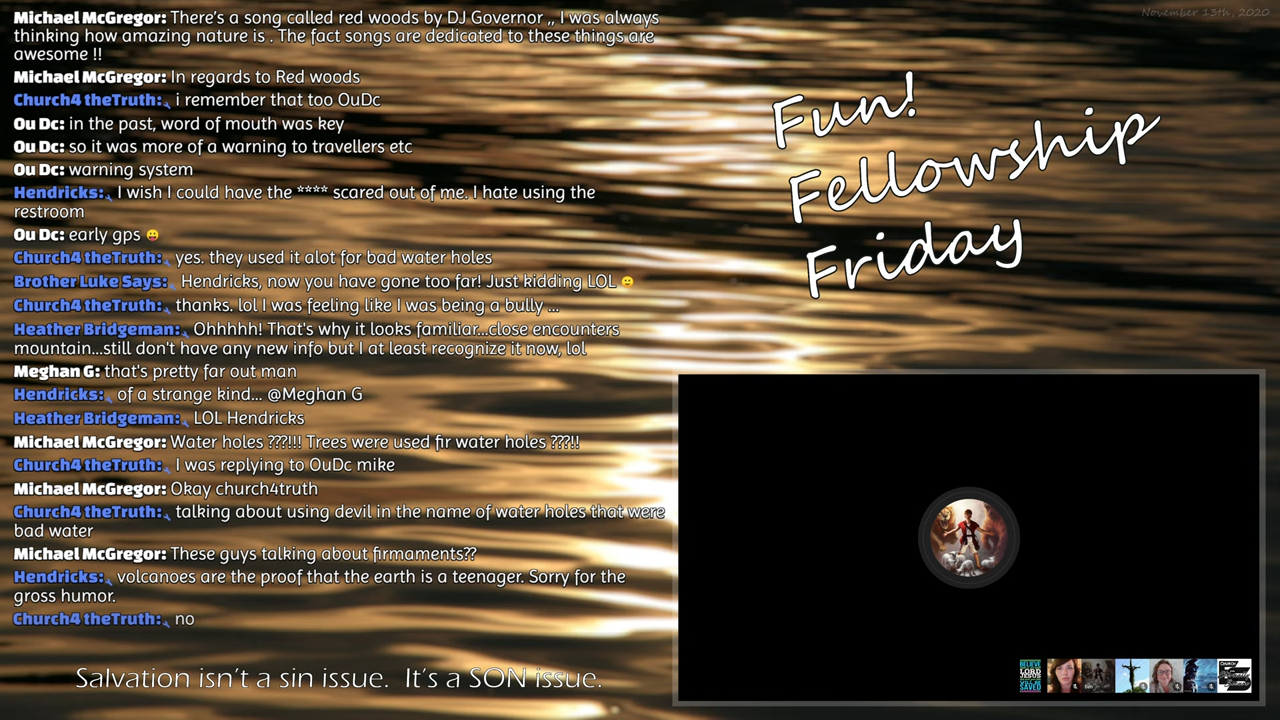 November 13th, 2020
Michael McGregor: There's a song called red woods by DJ Governor ,, I was always
thinking how amazing nature is . The fact songs are dedicated to these things are
awesome !!
Michael McGregor: In regards to Red woods
Church4 theTruth: i remember that too OuDc
Ou Dc: in the past, word of mouth was key
Ou Dc: so it was more of a warning to travellers etc
Ou Dc: warning system
Hendricks: I wish I could have the **** scared out of me. I hate using the
restroom
Ou Dc: early gps 😛
Church4 theTruth: yes. they used it alot for bad water holes
Brother Luke Says: Hendricks, now you have gone too far! Just kidding LOL 🙂
Church4 theTruth: thanks. lol I was feeling like I was being a bully ...
Heather Bridgeman: Ohhhhh! That's why it looks familiar...close encounters
mountain...still don't have any new info but I at least recognize it now, lol
Meghan G: that's pretty far out man
Hendricks: of a strange kind... @Meghan G
Heather Bridgeman: LOL Hendricks
Michael McGregor: Water holes ???!!! Trees were used fir water holes ???!!
Church4 theTruth: I was replying to OuDc mike
Michael McGregor: Okay church4truth
Church4 theTruth: talking about using devil in the name of water holes that were
bad water
Michael McGregor: These guys talking about firmaments??
Hendricks: volcanoes are the proof that the earth is a teenager. Sorry for the
gross humor.
Church4 theTruth: no
Salvation isn't a sin issue. It's a SON issue.
Fun!
Fellowship
Friday
BELIEVE
LORD
JESUS
SAVED